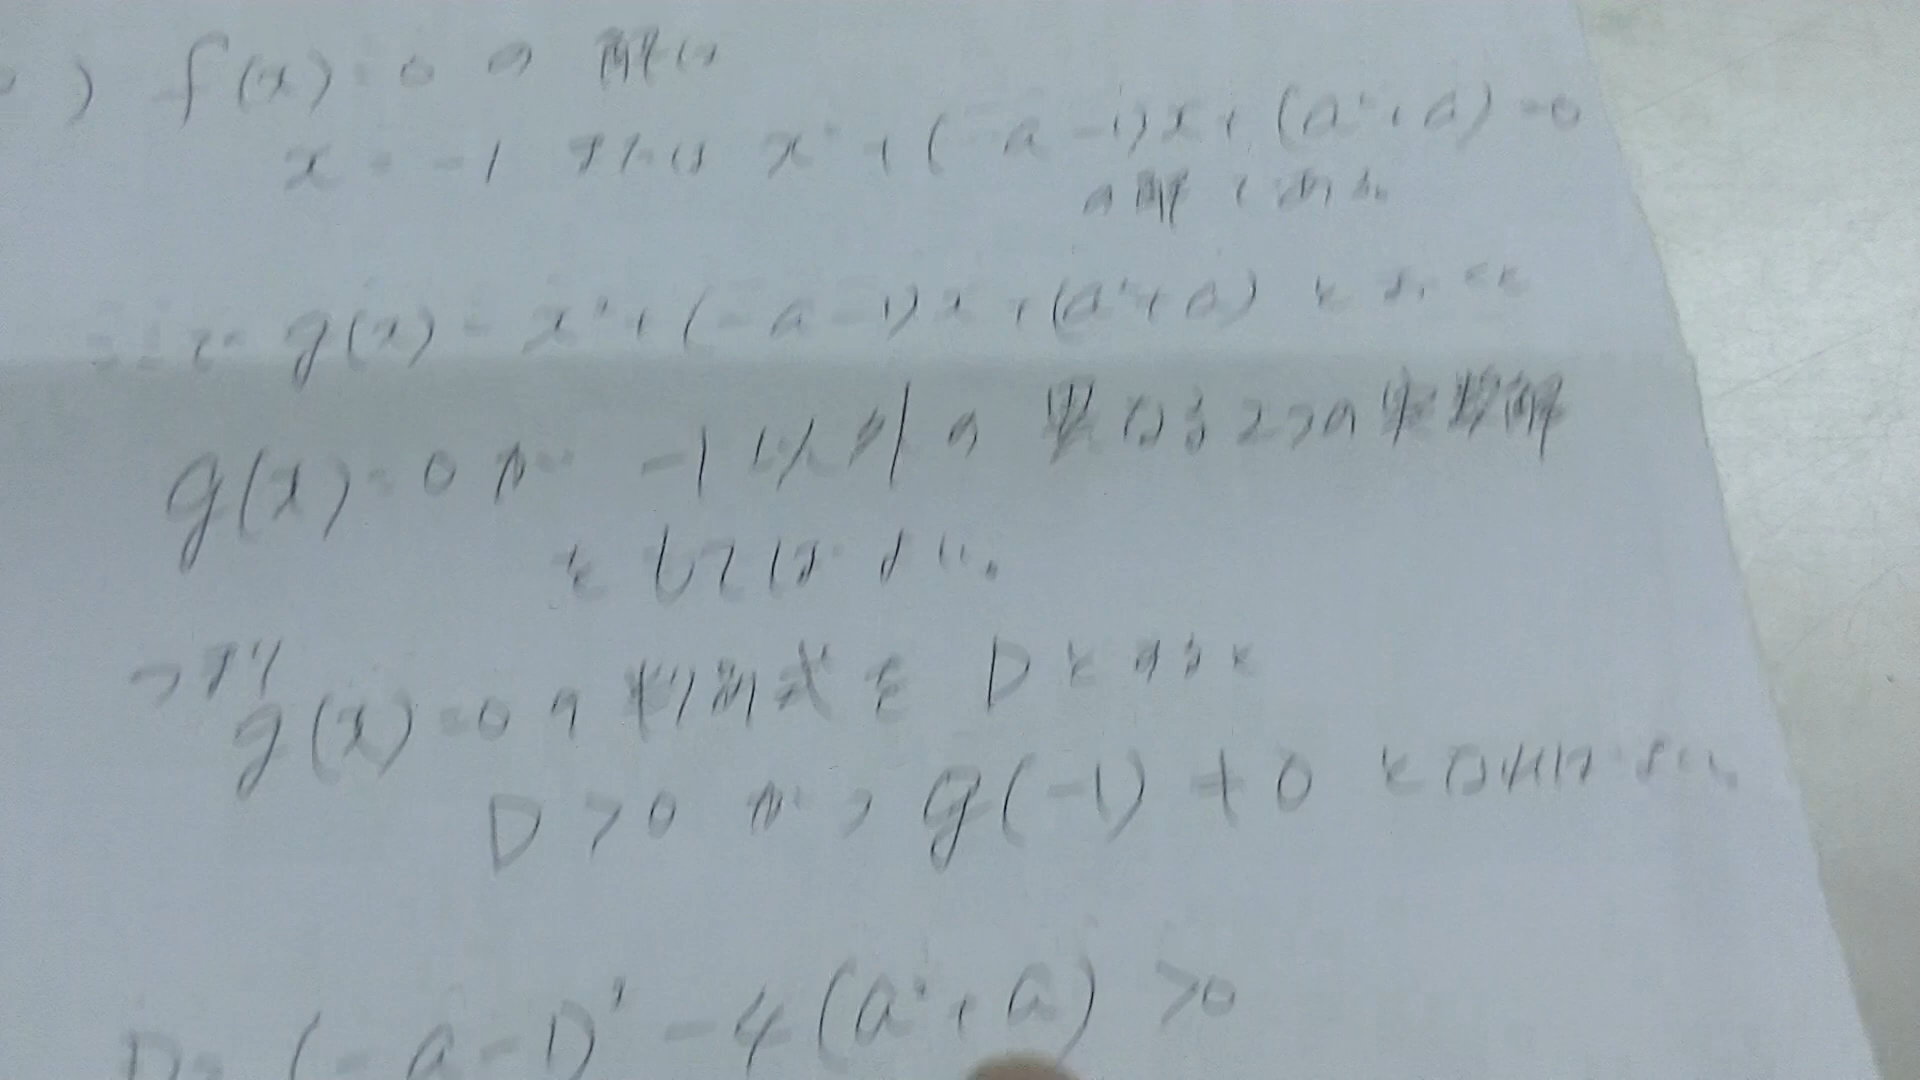 ) f(x)=0 の 解は
x = -1 または x²+(-a-1)x+(a²+a)=0
の解である。
ここで g(x)=x²+(-a-1)x+(a²+a) とおくと
g(x)=0 が -1以外の異なる2つの実数解
をもてばよい。
つまり
g(x)=0の判別式を Dとすると
D>0 かつ g(-1)≠0 となればよい。
D=(-a-1)²-4(a²+a)>0